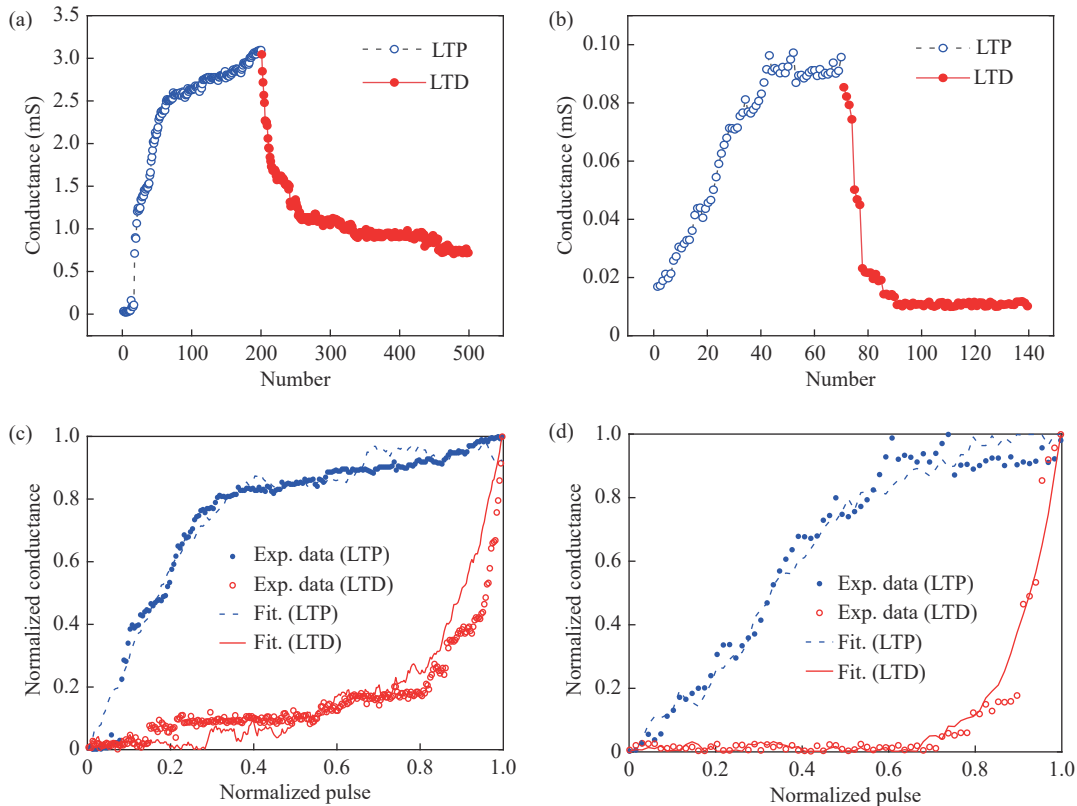 (a)
3.5
3.0
2.5
2.0
1.5
1.0
0.5
0
Conductance (mS)
LTP
LTD
0 100 200 300 400 500
Number
(b)
0.10
0.08
0.06
0.04
0.02
0
Conductance (mS)
LTP
LTD
0 20 40 60 80 100 120 140
Number
(c)
1.0
0.8
0.6
0.4
0.2
0
Normalized conductance
Exp. data (LTP)
Exp. data (LTD)
Fit. (LTP)
Fit. (LTD)
0 0.2 0.4 0.6 0.8 1.0
Normalized pulse
(d)
1.0
0.8
0.6
0.4
0.2
0
Normalized conductance
Exp. data (LTP)
Exp. data (LTD)
Fit. (LTP)
Fit. (LTD)
0 0.2 0.4 0.6 0.8 1.0
Normalized pulse